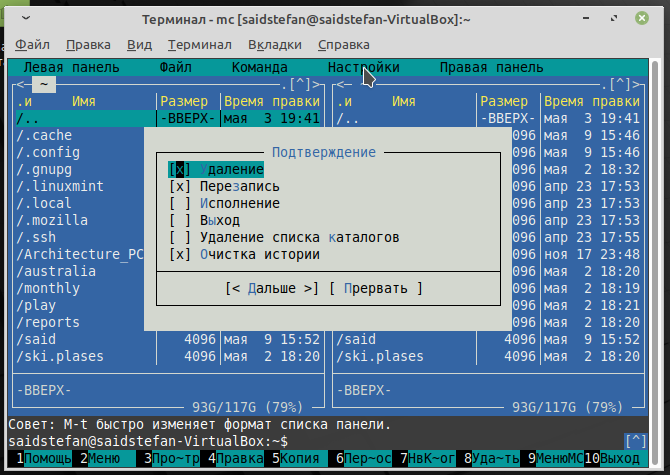 Терминал - mc [saidstefan@saidstefan-VirtualBox]:~
Файл Правка Вид Терминал Вкладки Справка
Левая панель Файл Команда Настройки Правая панель
<─ ~ .[^]> <─ ~ .[^]>
.и Имя Размер Время правки .и Имя Размер Время правки
/.. -ВВЕРХ- мая 3 19:41 /.. -ВВЕРХ- мая 3 19:41
/.cache 096 мая 9 15:46
/.config 096 мая 9 15:46
/.gnupg 096 мая 2 18:32
/.linuxmint 096 апр 23 17:53
/.local 096 апр 23 17:53
/.mozilla 096 апр 23 17:53
/.ssh 096 апр 23 17:55
/Architecture_PC 096 ноя 17 23:48
/australia 096 мая 2 18:20
/monthly 096 мая 2 18:19
/play 096 мая 2 18:21
/reports 096 мая 2 18:20
/said 4096 мая 9 15:52 /said 4096 мая 9 15:52
/ski.plases 4096 мая 2 18:20 /ski.plases 4096 мая 2 18:20
Подтверждение
[x] Удаление
[x] Перезапись
[ ] Исполнение
[ ] Выход
[ ] Удаление списка каталогов
[x] Очистка истории
[< Дальше >] [ Прервать ]
-ВВЕРХ- -ВВЕРХ-
93G/117G (79%) 93G/117G (79%)
Совет: M-t быстро изменяет формат списка панели.
saidstefan@saidstefan-VirtualBox:~$ [^]
1Помощь 2Меню 3Про~тр 4Правка 5Копия 6Пер~ос 7НвК~ог 8Уда~ть 9МенюМС 10Выход